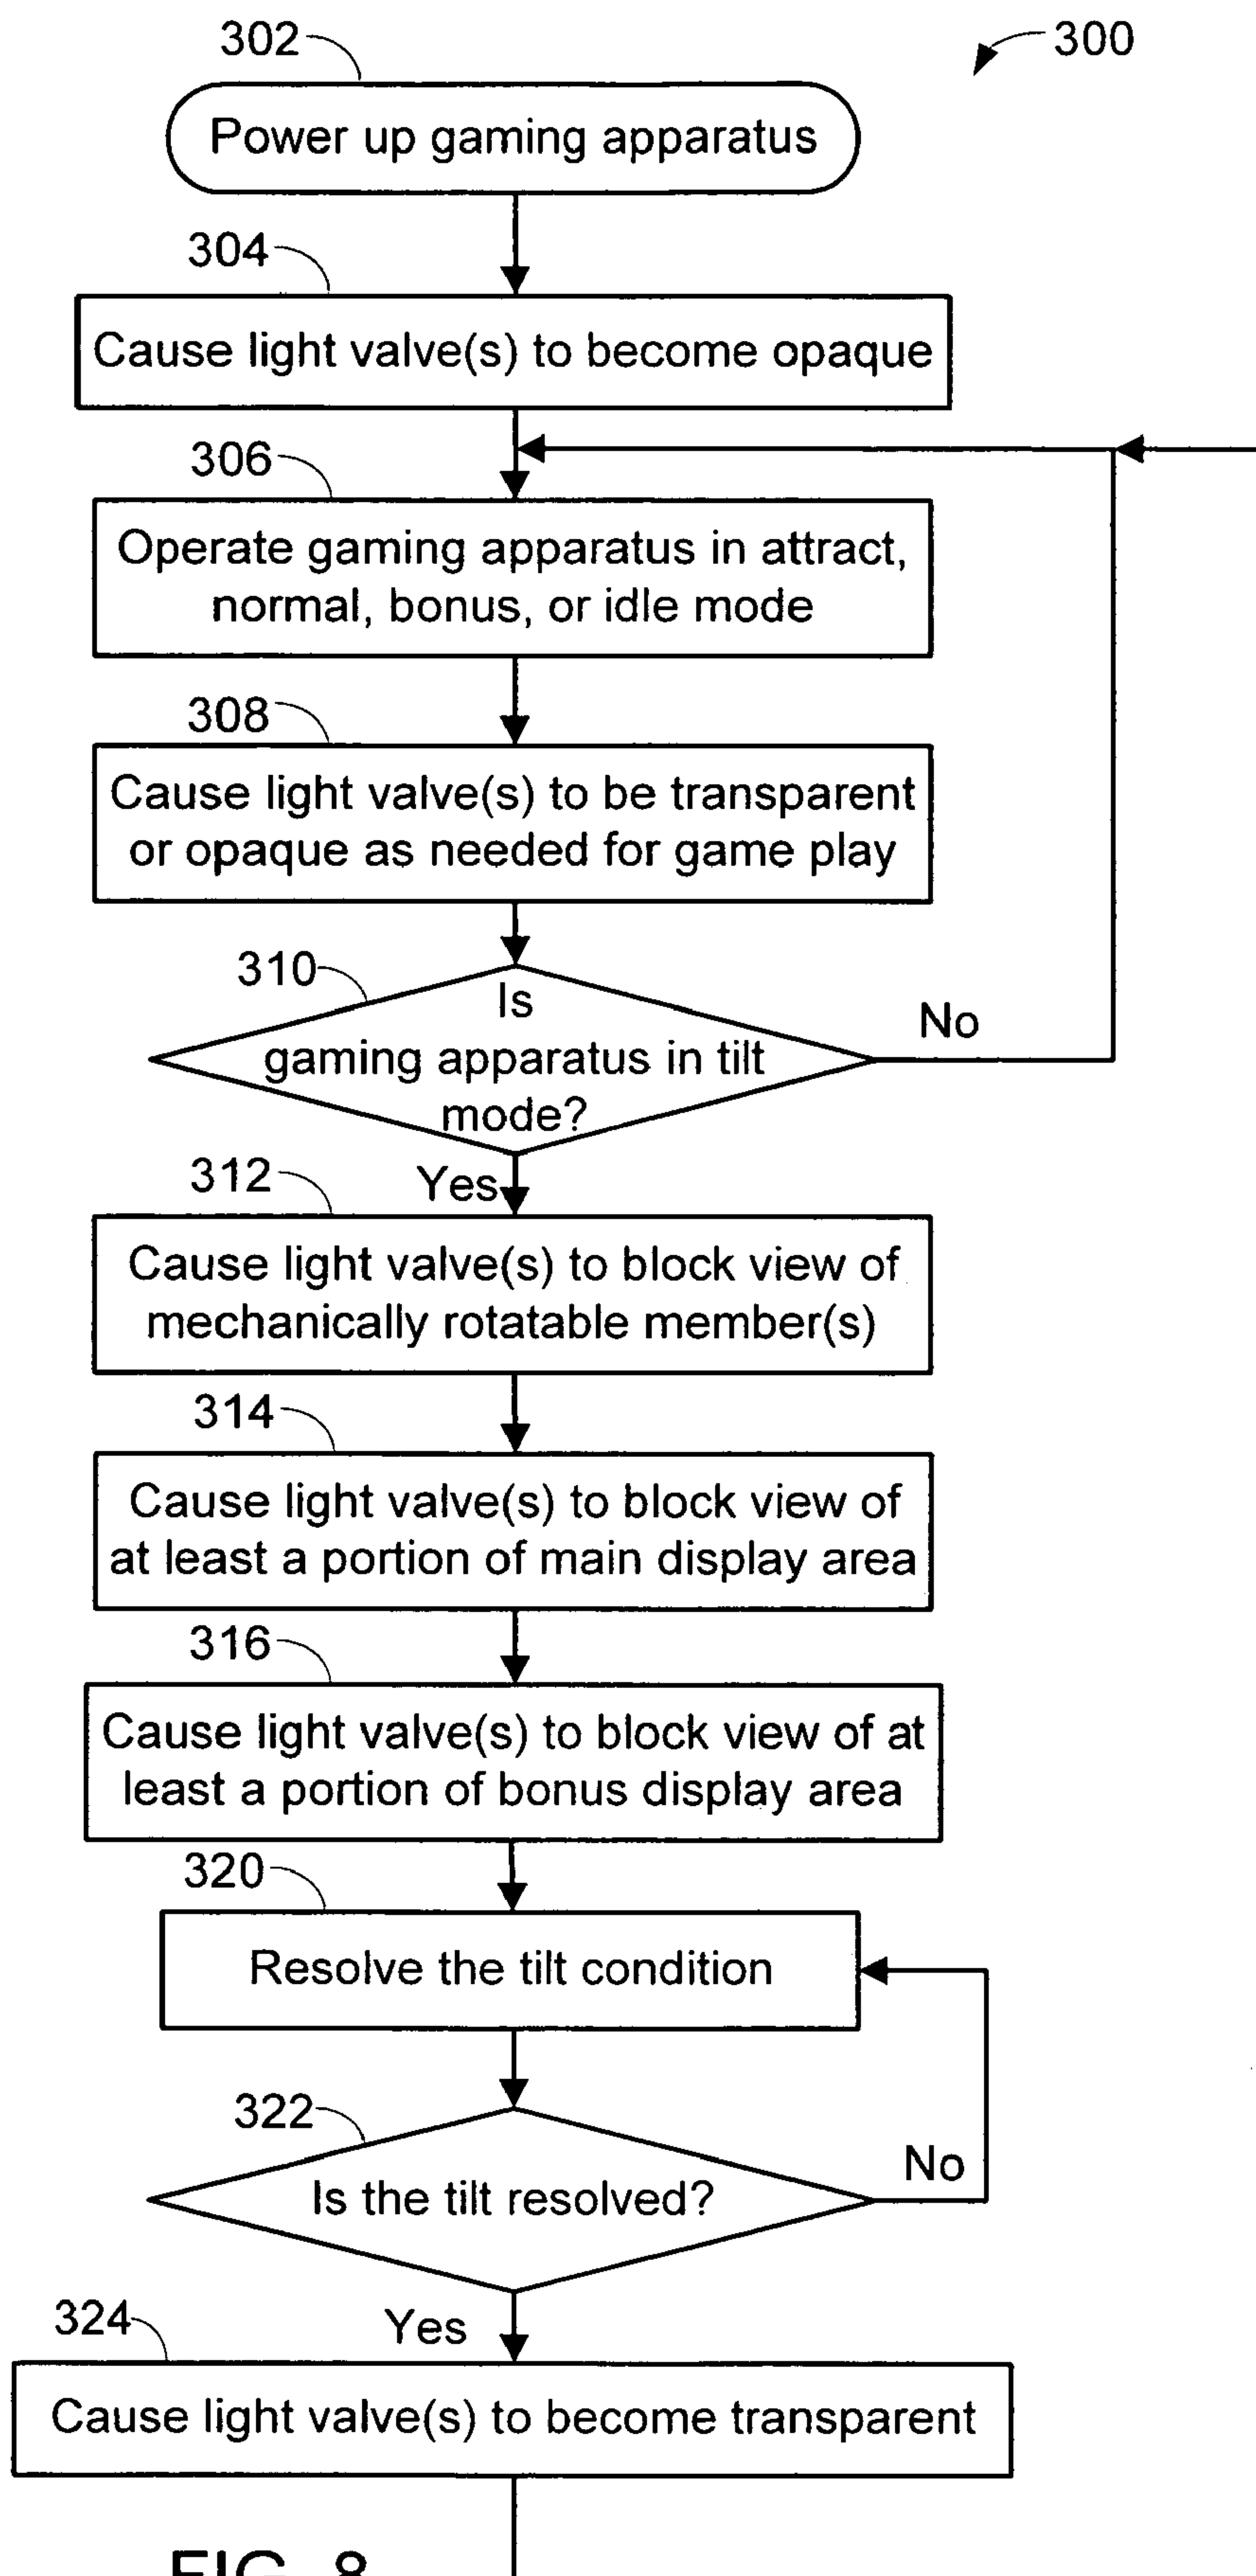 302
300
Power up gaming apparatus
304
Cause light valve(s) to become opaque
306
Operate gaming apparatus in attract,
normal, bonus, or idle mode
308
Cause light valve(s) to be transparent
or opaque as needed for game play
310
Is
gaming apparatus in tilt
mode?
No
Yes
312
Cause light valve(s) to block view of
mechanically rotatable member(s)
314
Cause light valve(s) to block view of
at least a portion of main display area
316
Cause light valve(s) to block view of at
least a portion of bonus display area
320
Resolve the tilt condition
322
Is the tilt resolved?
No
Yes
324
Cause light valve(s) to become transparent
FIG. 8